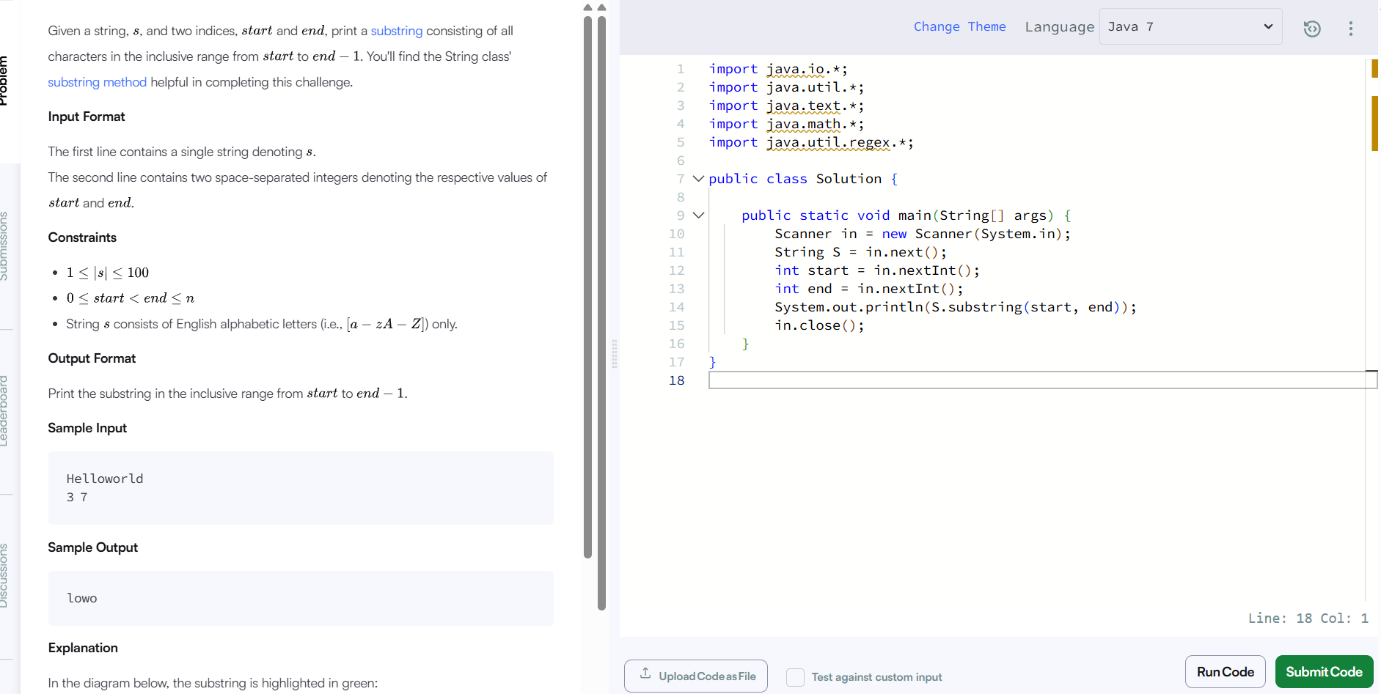 Problem
Submissions
Leaderboard
Discussions
Given a string, s, and two indices, start and end, print a substring consisting of all
characters in the inclusive range from start to end − 1. You'll find the String class'
substring method helpful in completing this challenge.
Input Format
The first line contains a single string denoting s.
The second line contains two space-separated integers denoting the respective values of
start and end.
Constraints
• 1 ≤ |s| ≤ 100
• 0 ≤ start < end ≤ n
• String s consists of English alphabetic letters (i.e., [a − zA − Z]) only.
Output Format
Print the substring in the inclusive range from start to end − 1.
Sample Input
Helloworld
3 7
Sample Output
lowo
Explanation
In the diagram below, the substring is highlighted in green:
Change Theme Language Java 7
1 import java.io.*;
2 import java.util.*;
3 import java.text.*;
4 import java.math.*;
5 import java.util.regex.*;
6
7 public class Solution {
8
9 public static void main(String[] args) {
10 Scanner in = new Scanner(System.in);
11 String S = in.next();
12 int start = in.nextInt();
13 int end = in.nextInt();
14 System.out.println(S.substring(start, end));
15 in.close();
16 }
17 }
18
Line: 18 Col: 1
Upload Code as File
Test against custom input
Run Code
Submit Code